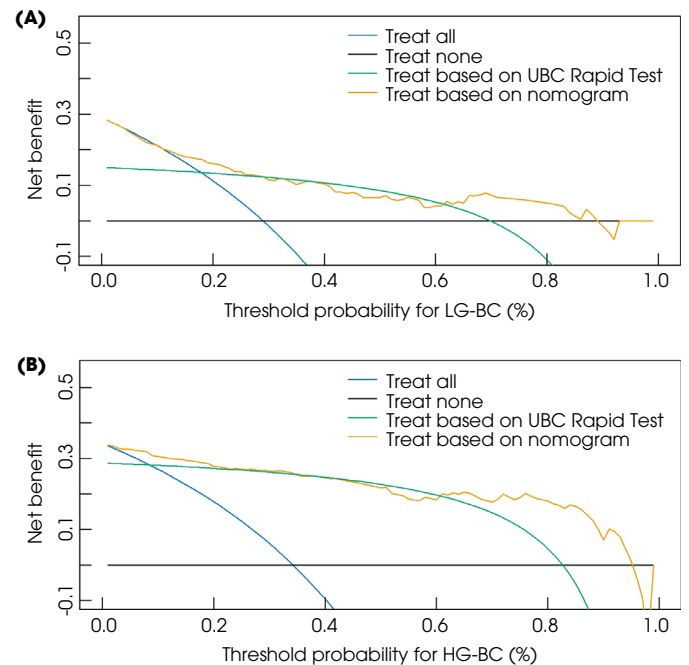 (A)
Treat all
Treat none
Treat based on UBC Rapid Test
Treat based on nomogram
Net benefit
0.5
0.3
0.1
-0.1
0.0 0.2 0.4 0.6 0.8 1.0
Threshold probability for LG-BC (%)
(B)
Treat all
Treat none
Treat based on UBC Rapid Test
Treat based on nomogram
Net benefit
0.5
0.3
0.1
-0.1
0.0 0.2 0.4 0.6 0.8 1.0
Threshold probability for HG-BC (%)